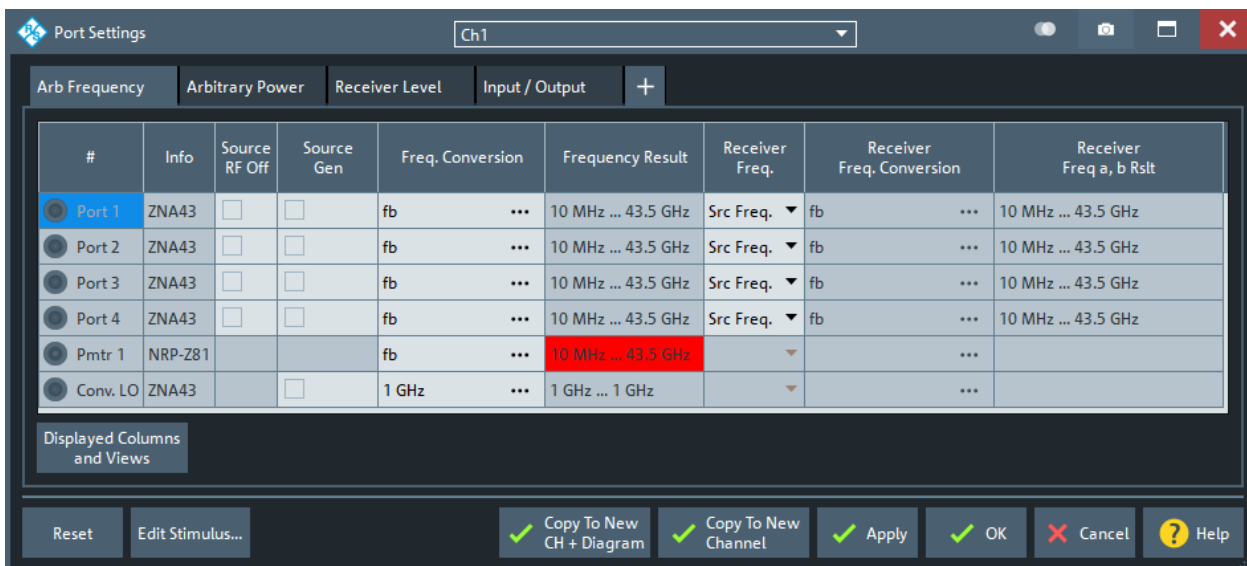 Port Settings
Ch1
Arb Frequency Arbitrary Power Receiver Level Input / Output +
# Info Source RF Off Source Gen Freq. Conversion Frequency Result Receiver Freq. Receiver Freq. Conversion Receiver Freq a, b Rslt
Port 1 ZNA43 fb ... 10 MHz ... 43.5 GHz Src Freq. fb ... 10 MHz ... 43.5 GHz
Port 2 ZNA43 fb ... 10 MHz ... 43.5 GHz Src Freq. fb ... 10 MHz ... 43.5 GHz
Port 3 ZNA43 fb ... 10 MHz ... 43.5 GHz Src Freq. fb ... 10 MHz ... 43.5 GHz
Port 4 ZNA43 fb ... 10 MHz ... 43.5 GHz Src Freq. fb ... 10 MHz ... 43.5 GHz
Pmtr 1 NRP-Z81 fb ... 10 MHz ... 43.5 GHz ...
Conv. LO ZNA43 1 GHz ... 1 GHz ... 1 GHz ...
Displayed Columns
and Views
Reset Edit Stimulus... Copy To New CH + Diagram Copy To New Channel Apply OK Cancel ? Help